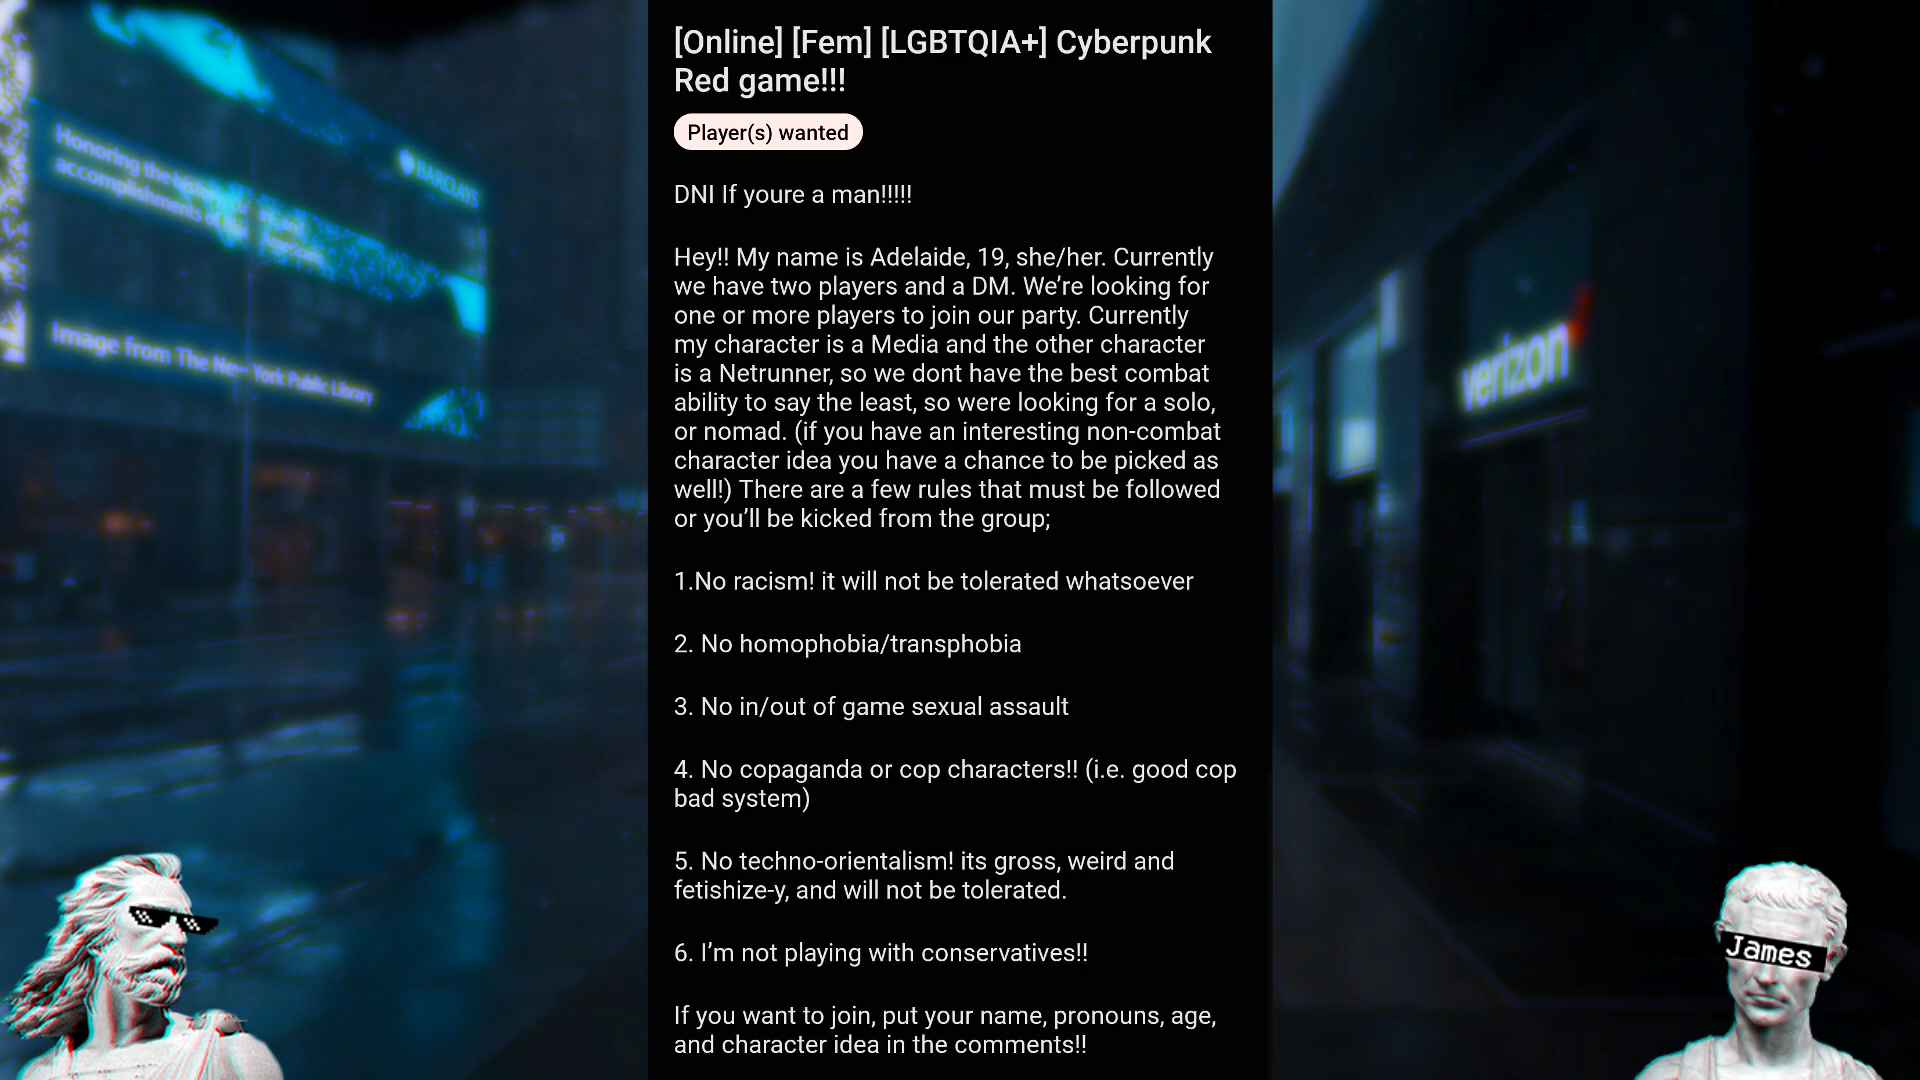 [Online] [Fem] [LGBTQIA+] Cyberpunk
Red game!!!
Player(s) wanted
DNI If youre a man!!!!!
Hey!! My name is Adelaide, 19, she/her. Currently
we have two players and a DM. We’re looking for
one or more players to join our party. Currently
my character is a Media and the other character
is a Netrunner, so we dont have the best combat
ability to say the least, so were looking for a solo,
or nomad. (if you have an interesting non-combat
character idea you have a chance to be picked as
well!) There are a few rules that must be followed
or you’ll be kicked from the group;
1.No racism! it will not be tolerated whatsoever
2. No homophobia/transphobia
3. No in/out of game sexual assault
4. No copaganda or cop characters!! (i.e. good cop
bad system)
5. No techno-orientalism! its gross, weird and
fetishize-y, and will not be tolerated.
6. I’m not playing with conservatives!!
If you want to join, put your name, pronouns, age,
and character idea in the comments!!
Honoring the
accomplishments of
BARCLAYS
Image from The New York Public Library
verizon
James